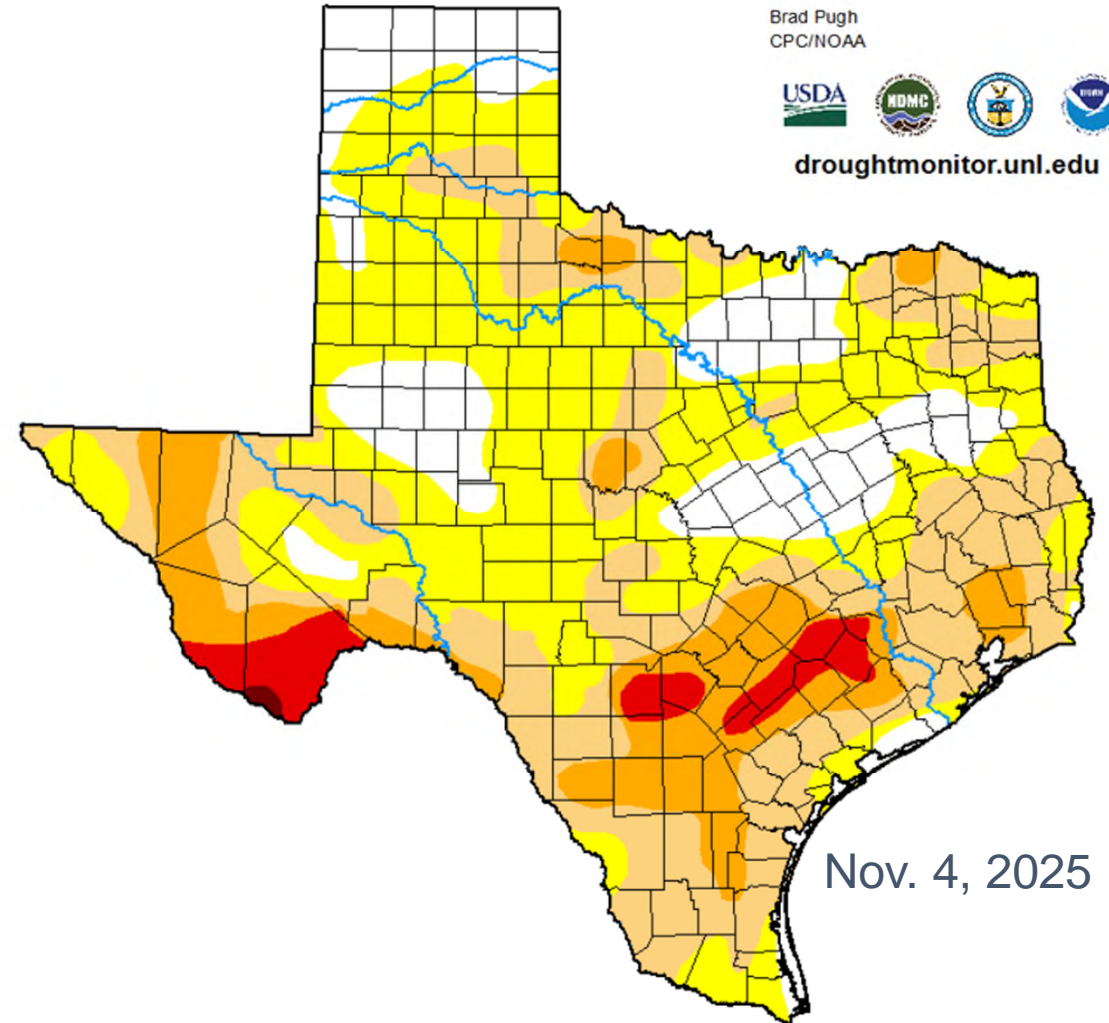 Brad Pugh
CPC/NOAA
USDA
NDMC
droughtmonitor.unl.edu
Nov. 4, 2025